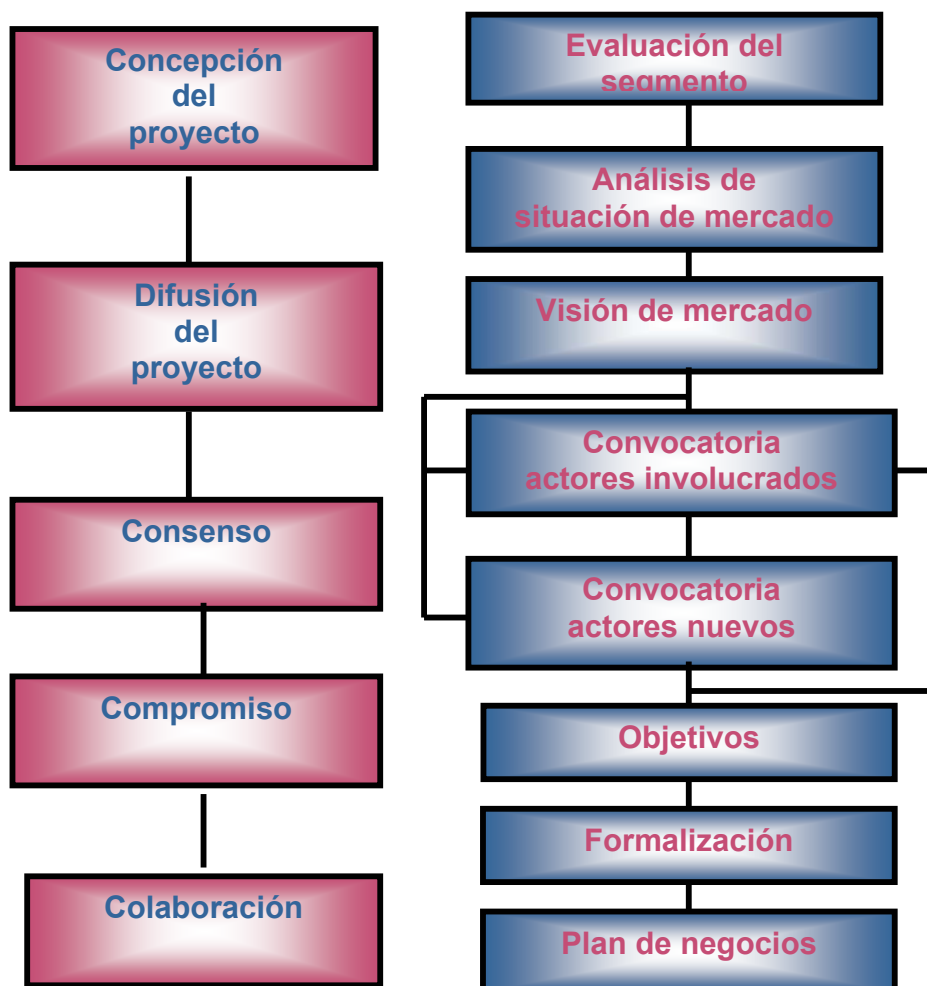 Concepción
del
proyecto
Difusión
del
proyecto
Consenso
Compromiso
Colaboración
Evaluación del
segmento
Análisis de
situación de mercado
Visión de mercado
Convocatoria
actores involucrados
Convocatoria
actores nuevos
Objetivos
Formalización
Plan de negocios